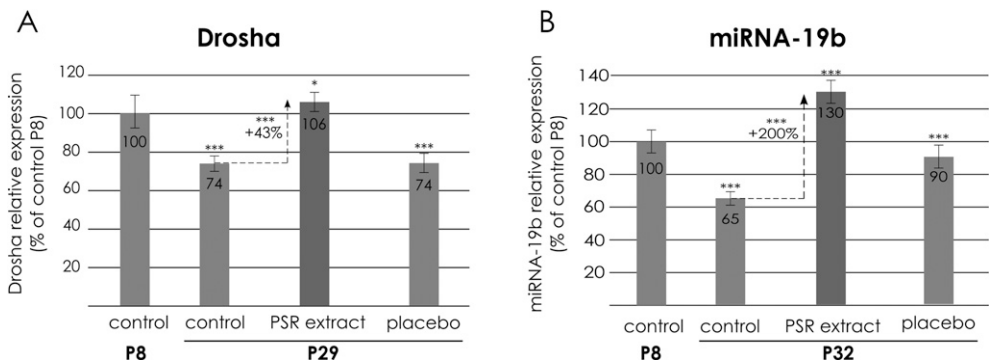 A
Drosha
Drosha relative expression
(% of control P8)
120
100
80
60
40
20
100
***
74
***
+43%
*
106
***
74
control
control
PSR extract
placebo
P8
P29
B
miRNA-19b
miRNA-19b relative expression
(% of control P8)
140
120
100
80
60
40
20
100
***
65
***
+200%
***
130
***
90
control
control
PSR extract
placebo
P8
P32